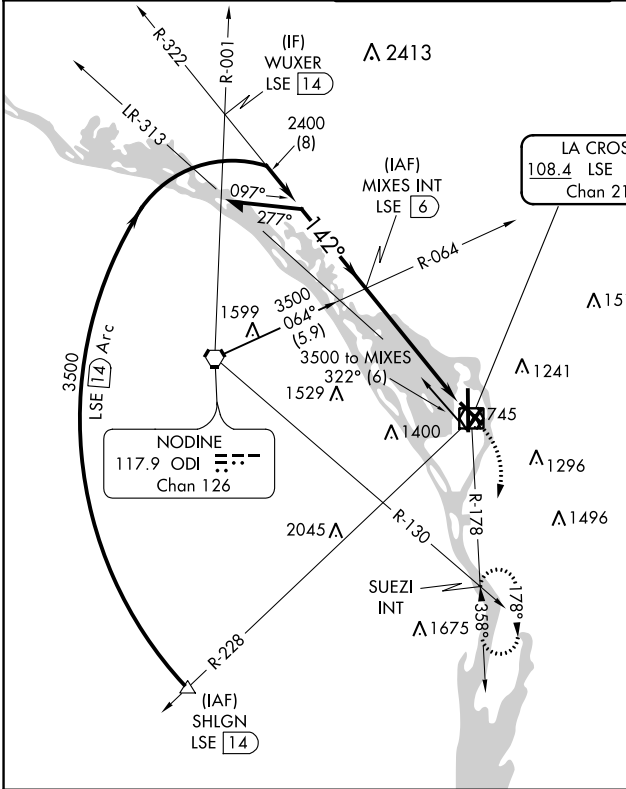 R-322
R-001
(IF)
WUXER
LSE 14
2413
LR-313
2400
(8)
(IAF)
MIXES INT
LSE 6
LA CROS
108.4 LSE
Chan 21
097°
277°
142°
R-064
3500
LSE 14 Arc
1599
3500
064°
(5.9)
15
3500 to MIXES
322° (6)
1241
1529
745
NODINE
117.9 ODI
Chan 126
1400
1296
R-178
2045
R-130
1496
SUEZI
INT
178°
358°
1675
R-228
(IAF)
SHLGN
LSE 14